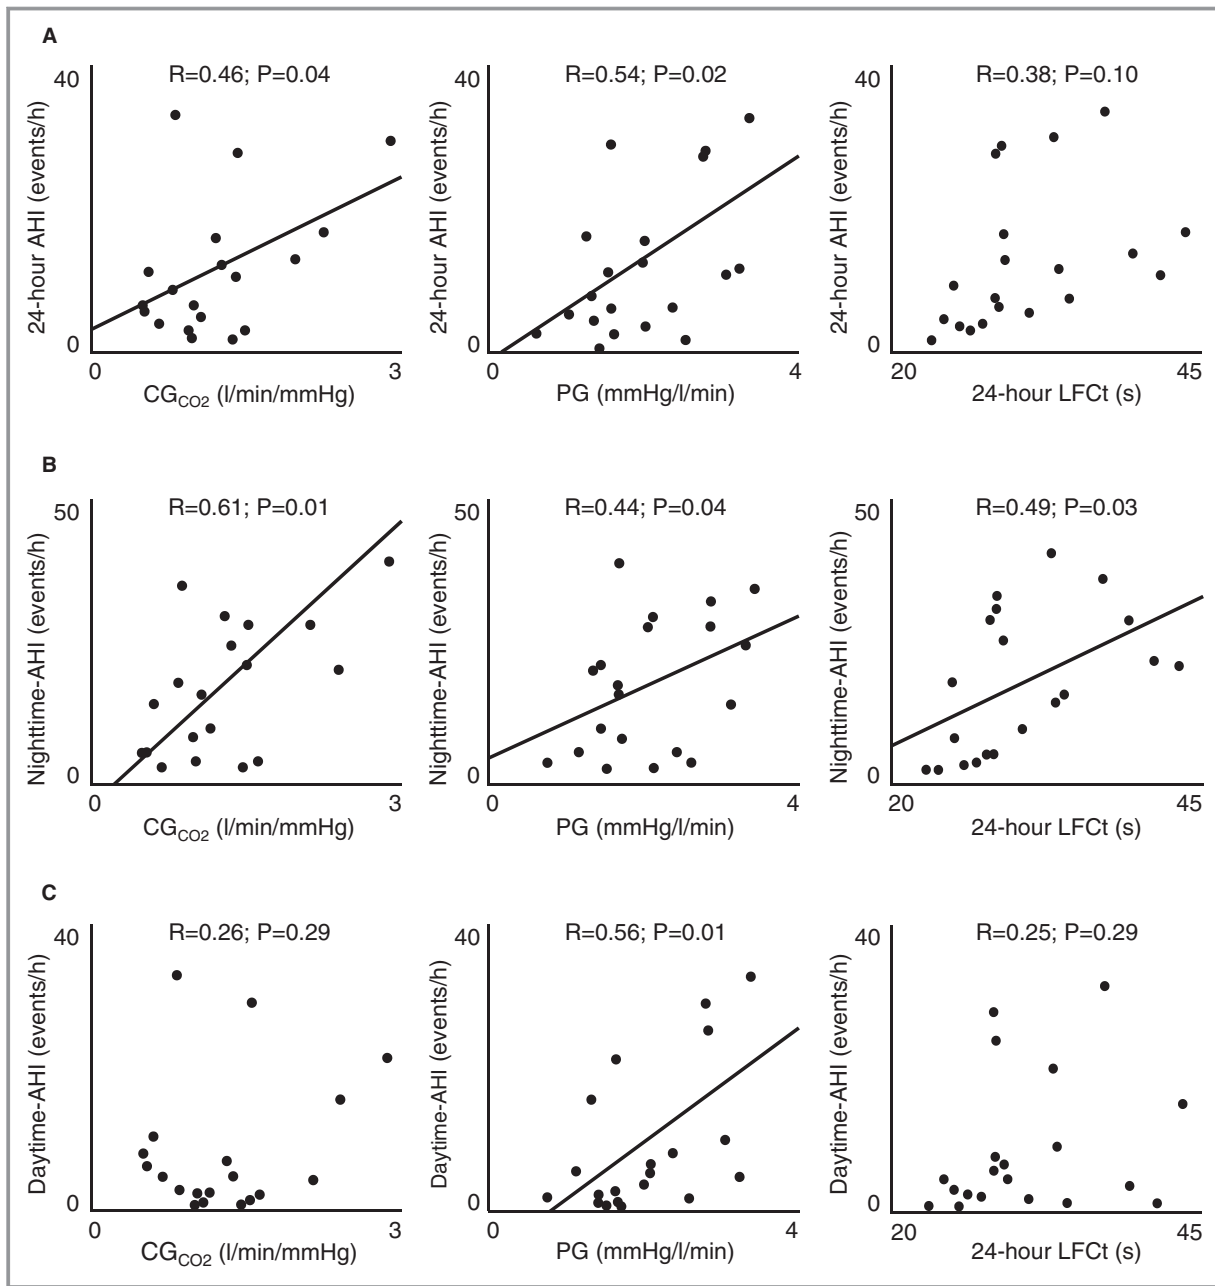 A
R=0.46; P=0.04
R=0.54; P=0.02
R=0.38; P=0.10
24-hour AHI (events/h)
40
0
0
3
CG_CO2 (l/min/mmHg)
24-hour AHI (events/h)
40
0
0
4
PG (mmHg/l/min)
24-hour AHI (events/h)
40
0
20
45
24-hour LFCt (s)
B
R=0.61; P=0.01
R=0.44; P=0.04
R=0.49; P=0.03
Nighttime-AHI (events/h)
50
0
0
3
CG_CO2 (l/min/mmHg)
Nighttime-AHI (events/h)
50
0
0
4
PG (mmHg/l/min)
Nighttime-AHI (events/h)
50
0
20
45
24-hour LFCt (s)
C
R=0.26; P=0.29
R=0.56; P=0.01
R=0.25; P=0.29
Daytime-AHI (events/h)
40
0
0
3
CG_CO2 (l/min/mmHg)
Daytime-AHI (events/h)
40
0
0
4
PG (mmHg/l/min)
Daytime-AHI (events/h)
40
0
20
45
24-hour LFCt (s)